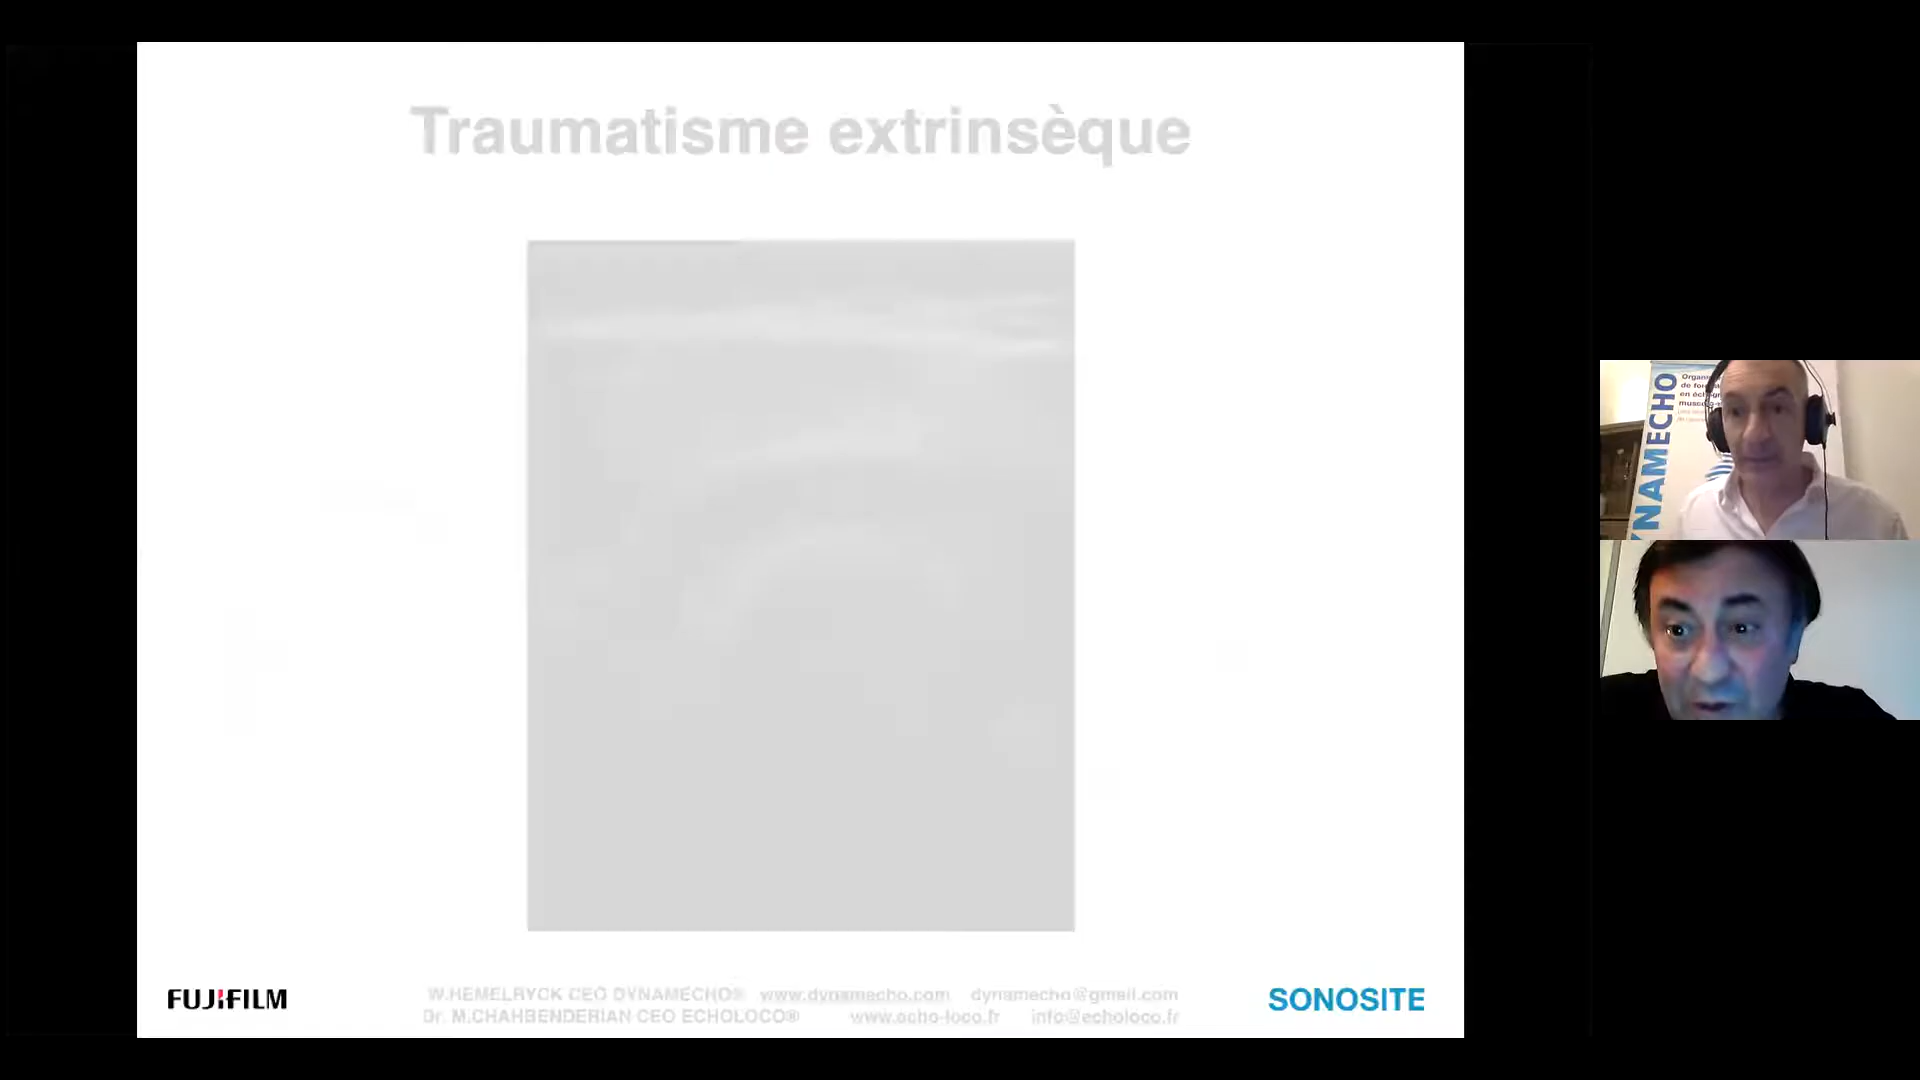 Traumatisme extrinsèque
FUJIFILM
W.HEMELRYCK CEO DYNAMECHO® www.dynamecho.com dynamecho@gmail.com
Dr. M.CHAHBENDERIAN CEO ECHOLOCO® www.echo-loco.fr info@echoloco.fr
SONOSITE
NAMECHO